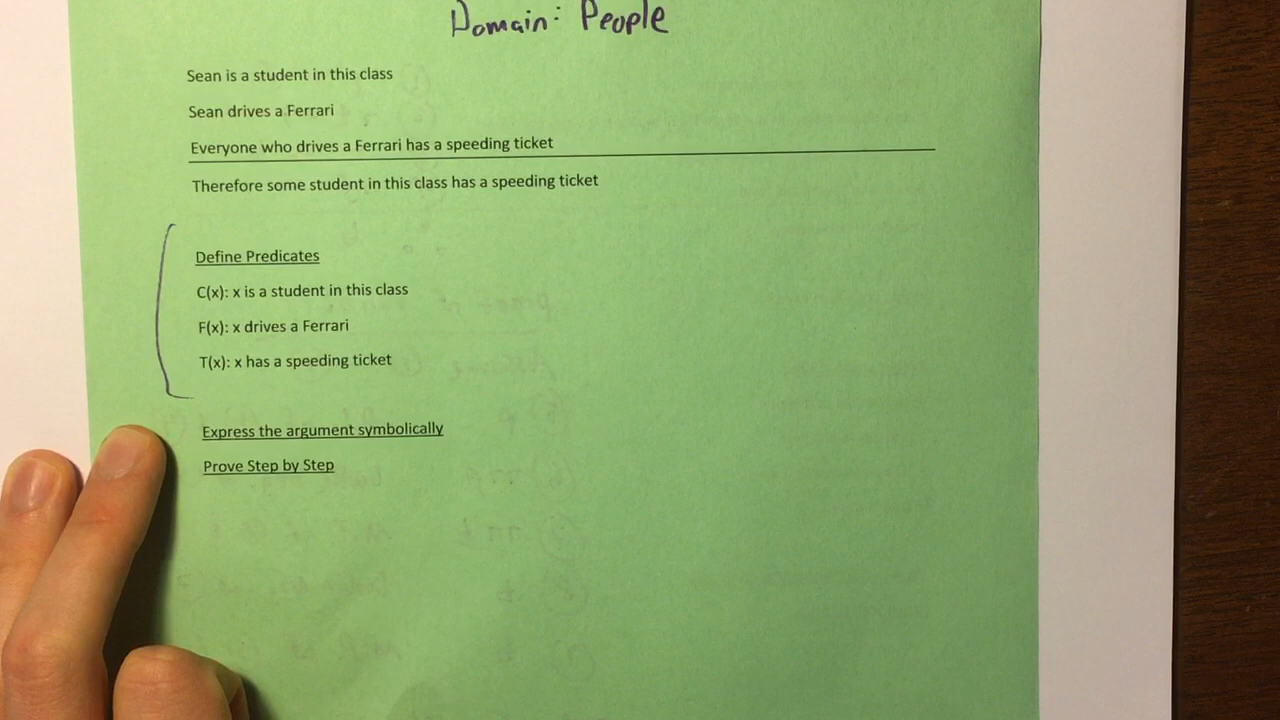 Domain: People
Sean is a student in this class
Sean drives a Ferrari
Everyone who drives a Ferrari has a speeding ticket
Therefore some student in this class has a speeding ticket
Define Predicates
C(x): x is a student in this class
F(x): x drives a Ferrari
T(x): x has a speeding ticket
Express the argument symbolically
Prove Step by Step